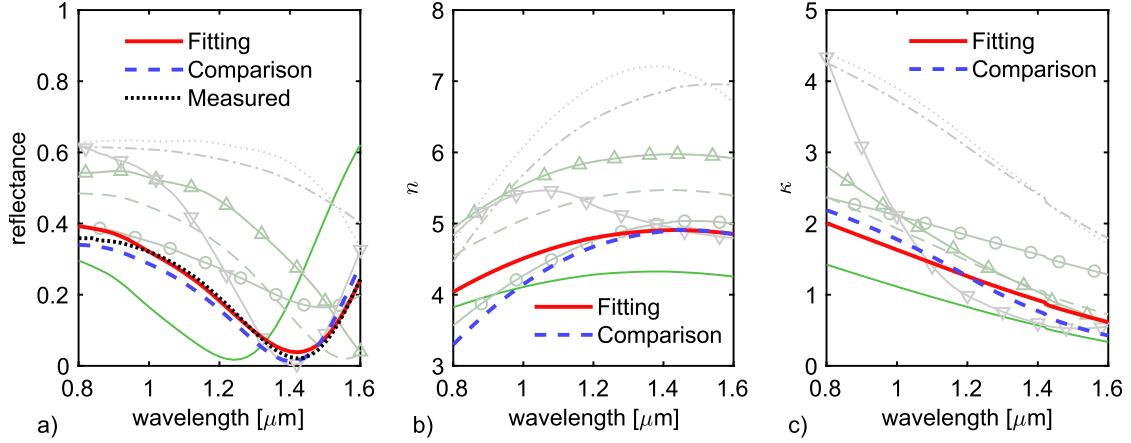 reflectance
1
0.8
0.6
0.4
0.2
0
Fitting
Comparison
Measured
0.8 1 1.2 1.4 1.6
wavelength [μm]
a)
n
8
7
6
5
4
3
Fitting
Comparison
0.8 1 1.2 1.4 1.6
wavelength [μm]
b)
κ
5
4
3
2
1
0
Fitting
Comparison
0.8 1 1.2 1.4 1.6
wavelength [μm]
c)